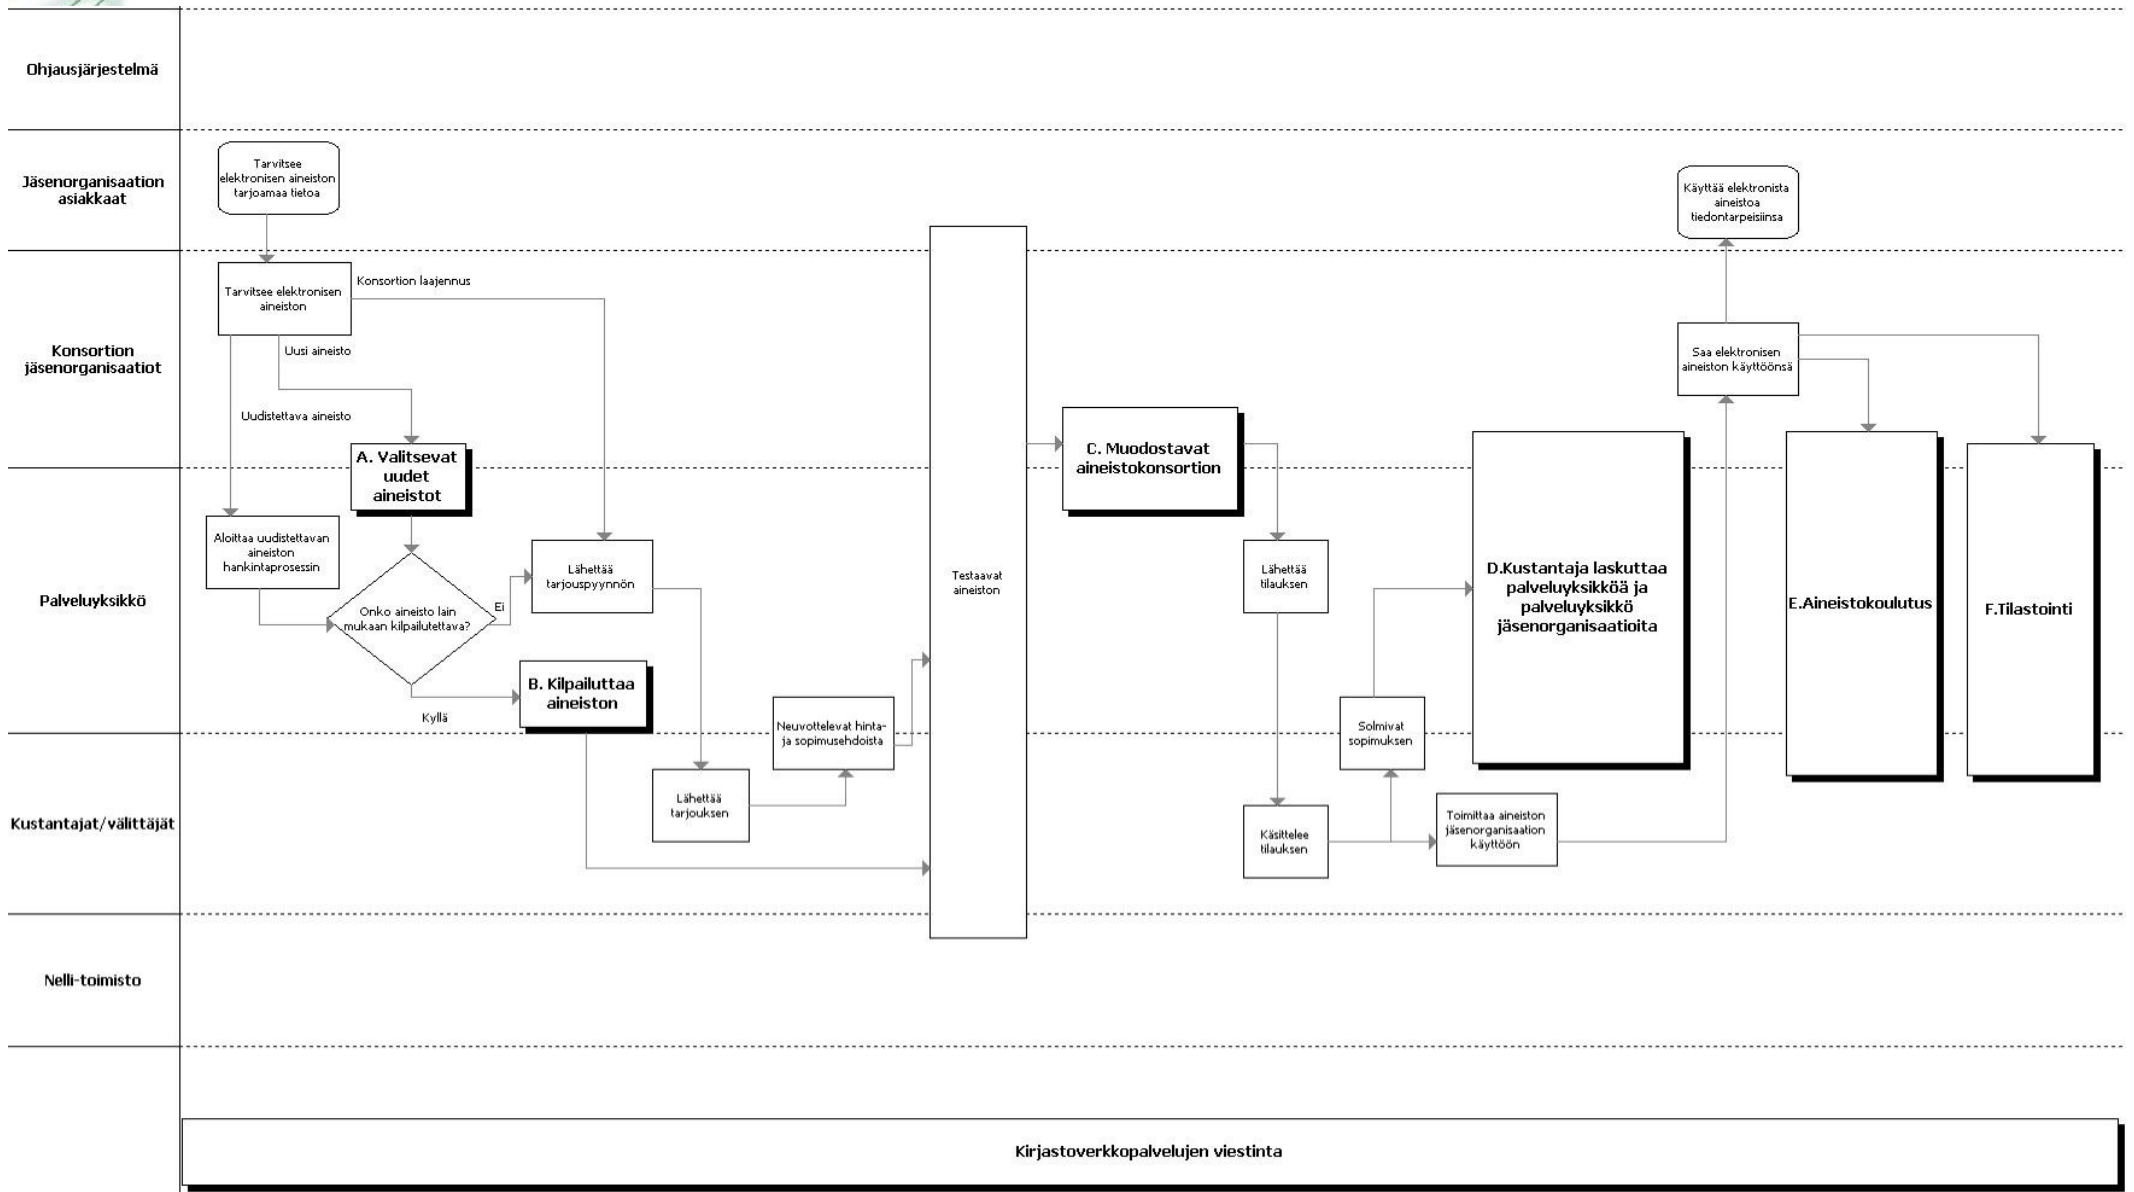 Ohjausjärjestelmä
Jäsenorganisaation
asiakkaat
Tarvitsee
elektronisen aineiston
tarjoamaa tietoa
Käyttää elektronista
aineistoa
tiedontarpeisiinsa
Konsortion
jäsenorganisaatiot
Tarvitsee elektronisen
aineiston
Konsortion laajennus
Uusi aineisto
Uudistettava aineisto
A. Valitsevat
uudet
aineistot
C. Muodostavat
aineistokonsortion
Saa elektronisen
aineiston käyttöönsä
Palveluyksikkö
Aloittaa uudistettavan
aineiston
hankintaprosessin
Onko aineisto lain
mukaan kilpailutettava?
Ei
Kyllä
Lähettää
tarjouspyynnön
B. Kilpailuttaa
aineiston
Neuvottelevat hinta-
ja sopimusehdoista
Testaavat
aineiston
Lähettää
tilauksen
Solmivat
sopimuksen
D.Kustantaja laskuttaa
palveluyksikköä ja
palveluyksikkö
jäsenorganisaatioita
E.Aineistokoulutus
F.Tilastointi
Kustantajat/välittäjät
Lähettää
tarjouksen
Käsittelee
tilauksen
Toimittaa aineiston
jäsenorganisaation
käyttöön
Nelli-toimisto
Kirjastoverkkopalvelujen viestintä